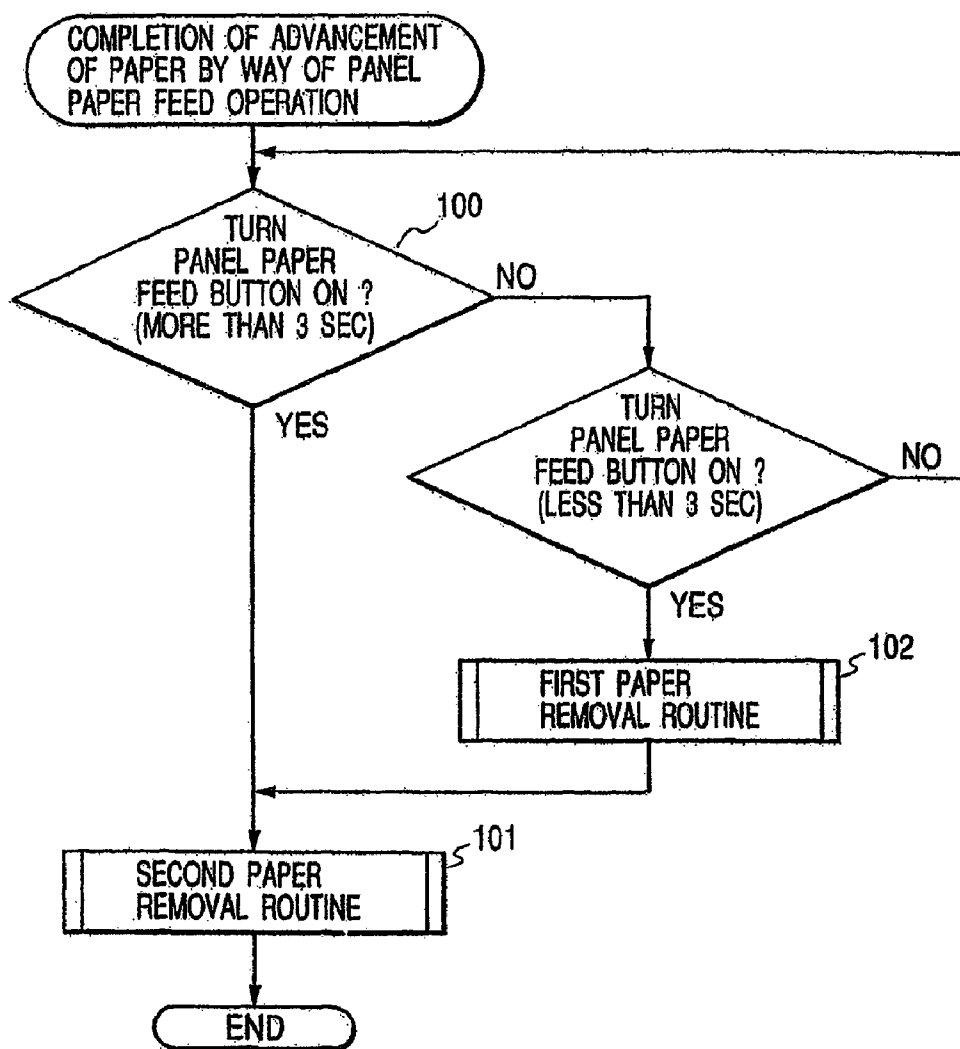 COMPLETION OF ADVANCEMENT
OF PAPER BY WAY OF PANEL
PAPER FEED OPERATION
100
TURN
PANEL PAPER
FEED BUTTON ON ?
(MORE THAN 3 SEC)
NO
YES
TURN
PANEL PAPER
FEED BUTTON ON ?
(LESS THAN 3 SEC)
NO
YES
102
FIRST PAPER
REMOVAL ROUTINE
101
SECOND PAPER
REMOVAL ROUTINE
END